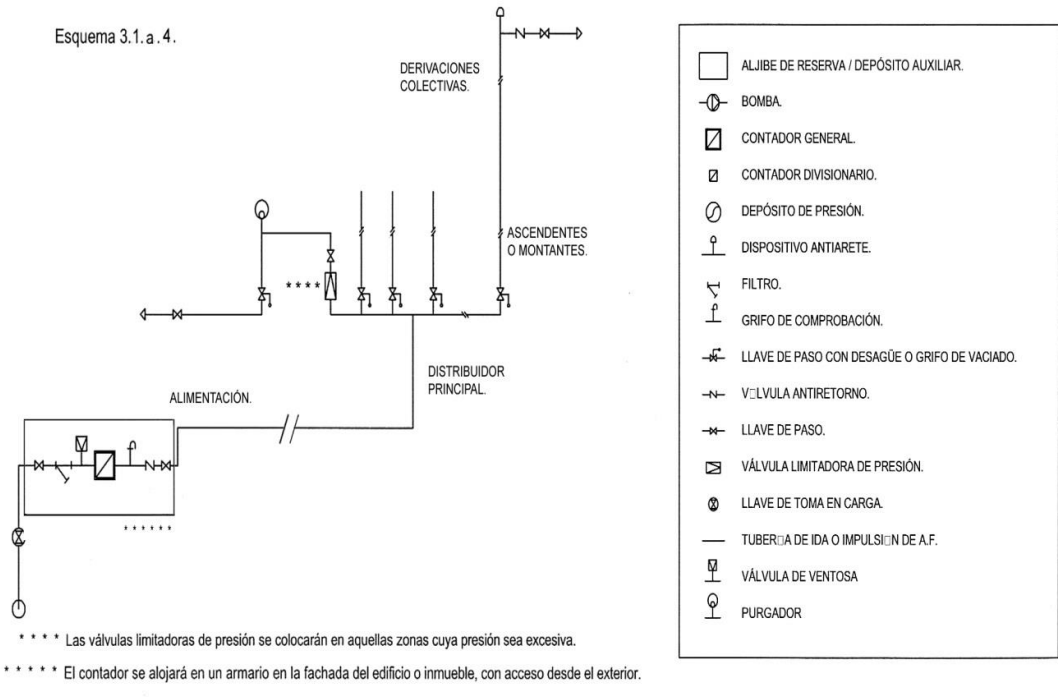 Esquema 3.1.a.4.
DERIVACIONES
COLECTIVAS.
ASCENDENTES
O MONTANTES.
* * * *
DISTRIBUIDOR
PRINCIPAL.
ALIMENTACIÓN.
* * * * * *
* * * * Las válvulas limitadoras de presión se colocarán en aquellas zonas cuya presión sea excesiva.
* * * * * El contador se alojará en un armario en la fachada del edificio o inmueble, con acceso desde el exterior.
ALJIBE DE RESERVA / DEPÓSITO AUXILIAR.
BOMBA.
CONTADOR GENERAL.
CONTADOR DIVISIONARIO.
DEPÓSITO DE PRESIÓN.
DISPOSITIVO ANTIARETE.
FILTRO.
GRIFO DE COMPROBACIÓN.
LLAVE DE PASO CON DESAGÜE O GRIFO DE VACIADO.
V□LVULA ANTIRETORNO.
LLAVE DE PASO.
VÁLVULA LIMITADORA DE PRESIÓN.
LLAVE DE TOMA EN CARGA.
TUBER□A DE IDA O IMPULSI□N DE A.F.
VÁLVULA DE VENTOSA
PURGADOR